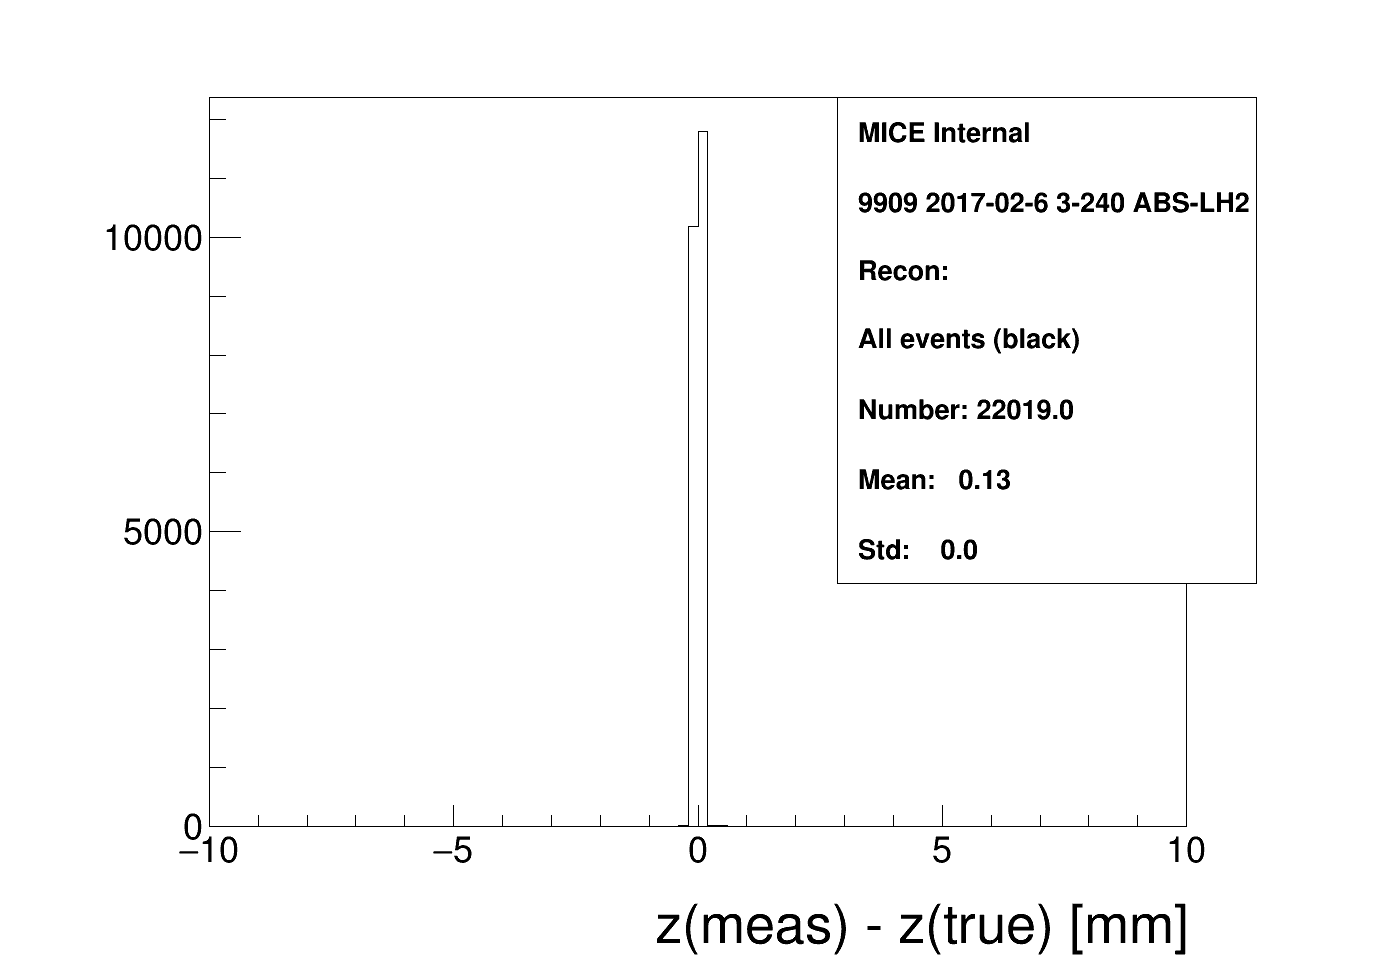 MICE Internal
9909 2017-02-6 3-240 ABS-LH2
Recon:
All events (black)
Number: 22019.0
Mean: 0.13
Std: 0.0
10000
5000
0
−10 −5 0 5 10
z(meas) - z(true) [mm]